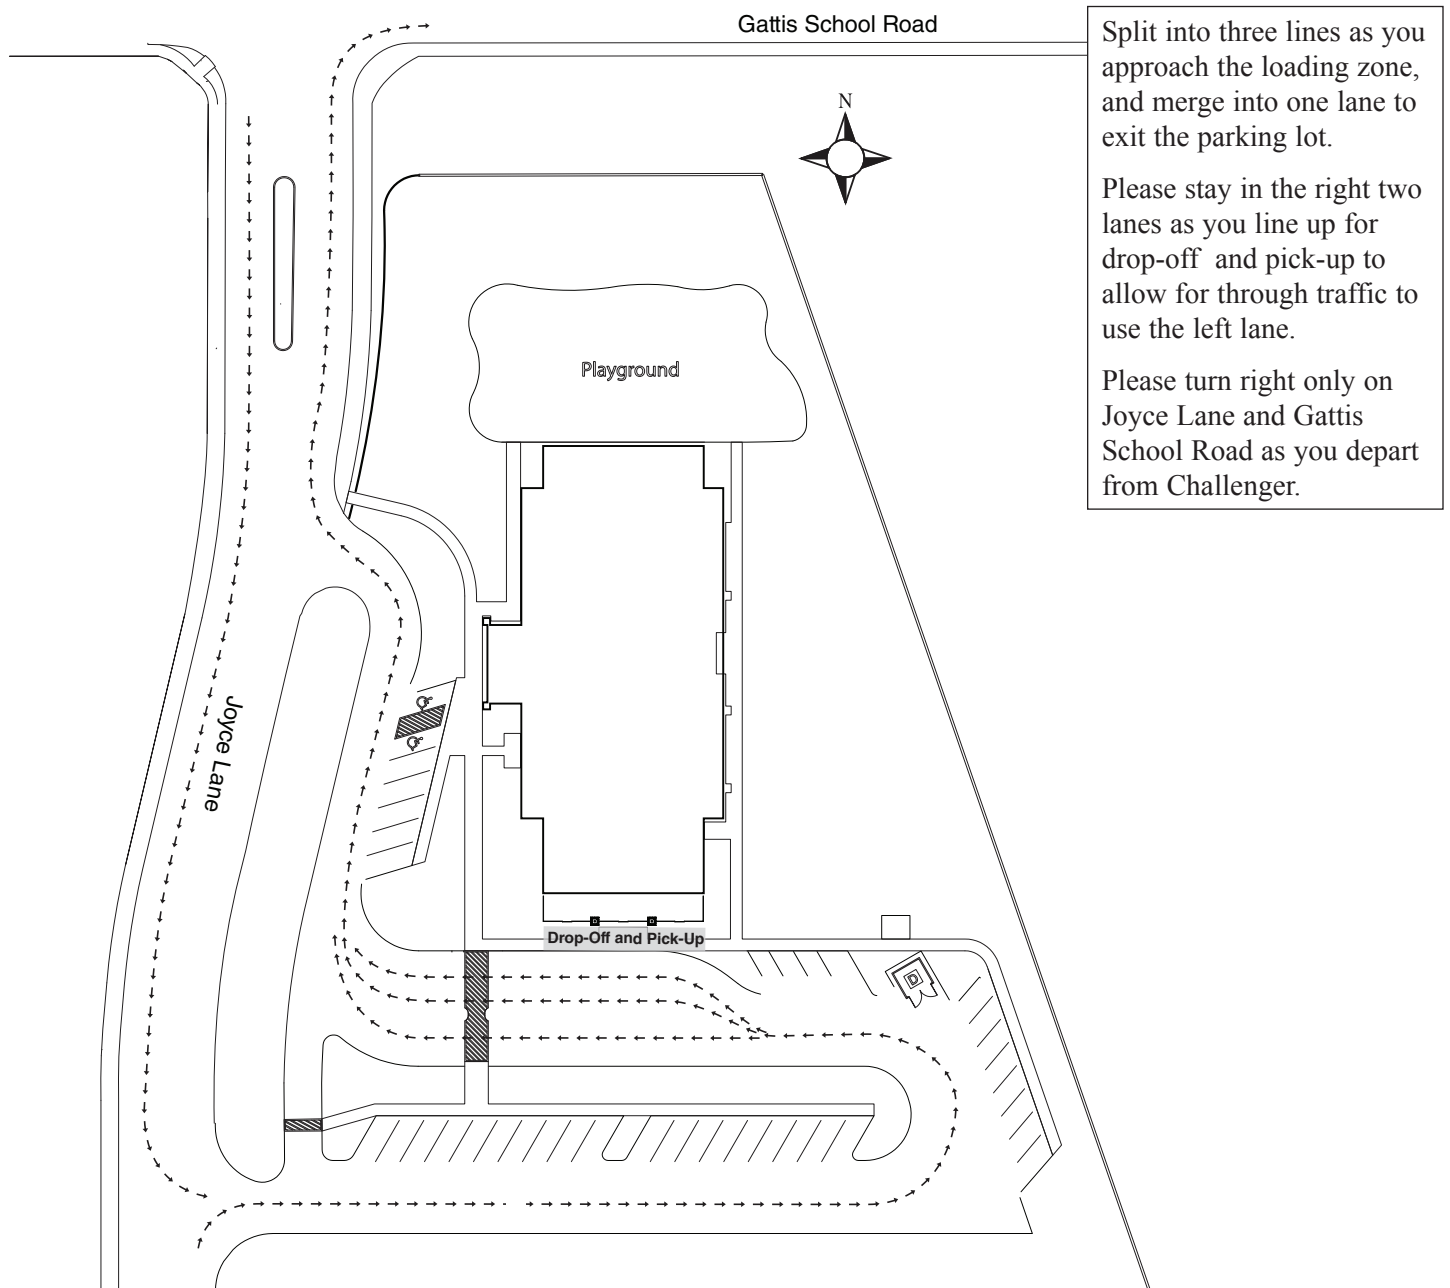 Gattis School Road
Split into three lines as you
approach the loading zone,
and merge into one lane to
exit the parking lot.
Please stay in the right two
lanes as you line up for
drop-off and pick-up to
allow for through traffic to
use the left lane.
Please turn right only on
Joyce Lane and Gattis
School Road as you depart
from Challenger.
N
Playground
Joyce Lane
Drop-Off and Pick-Up
D